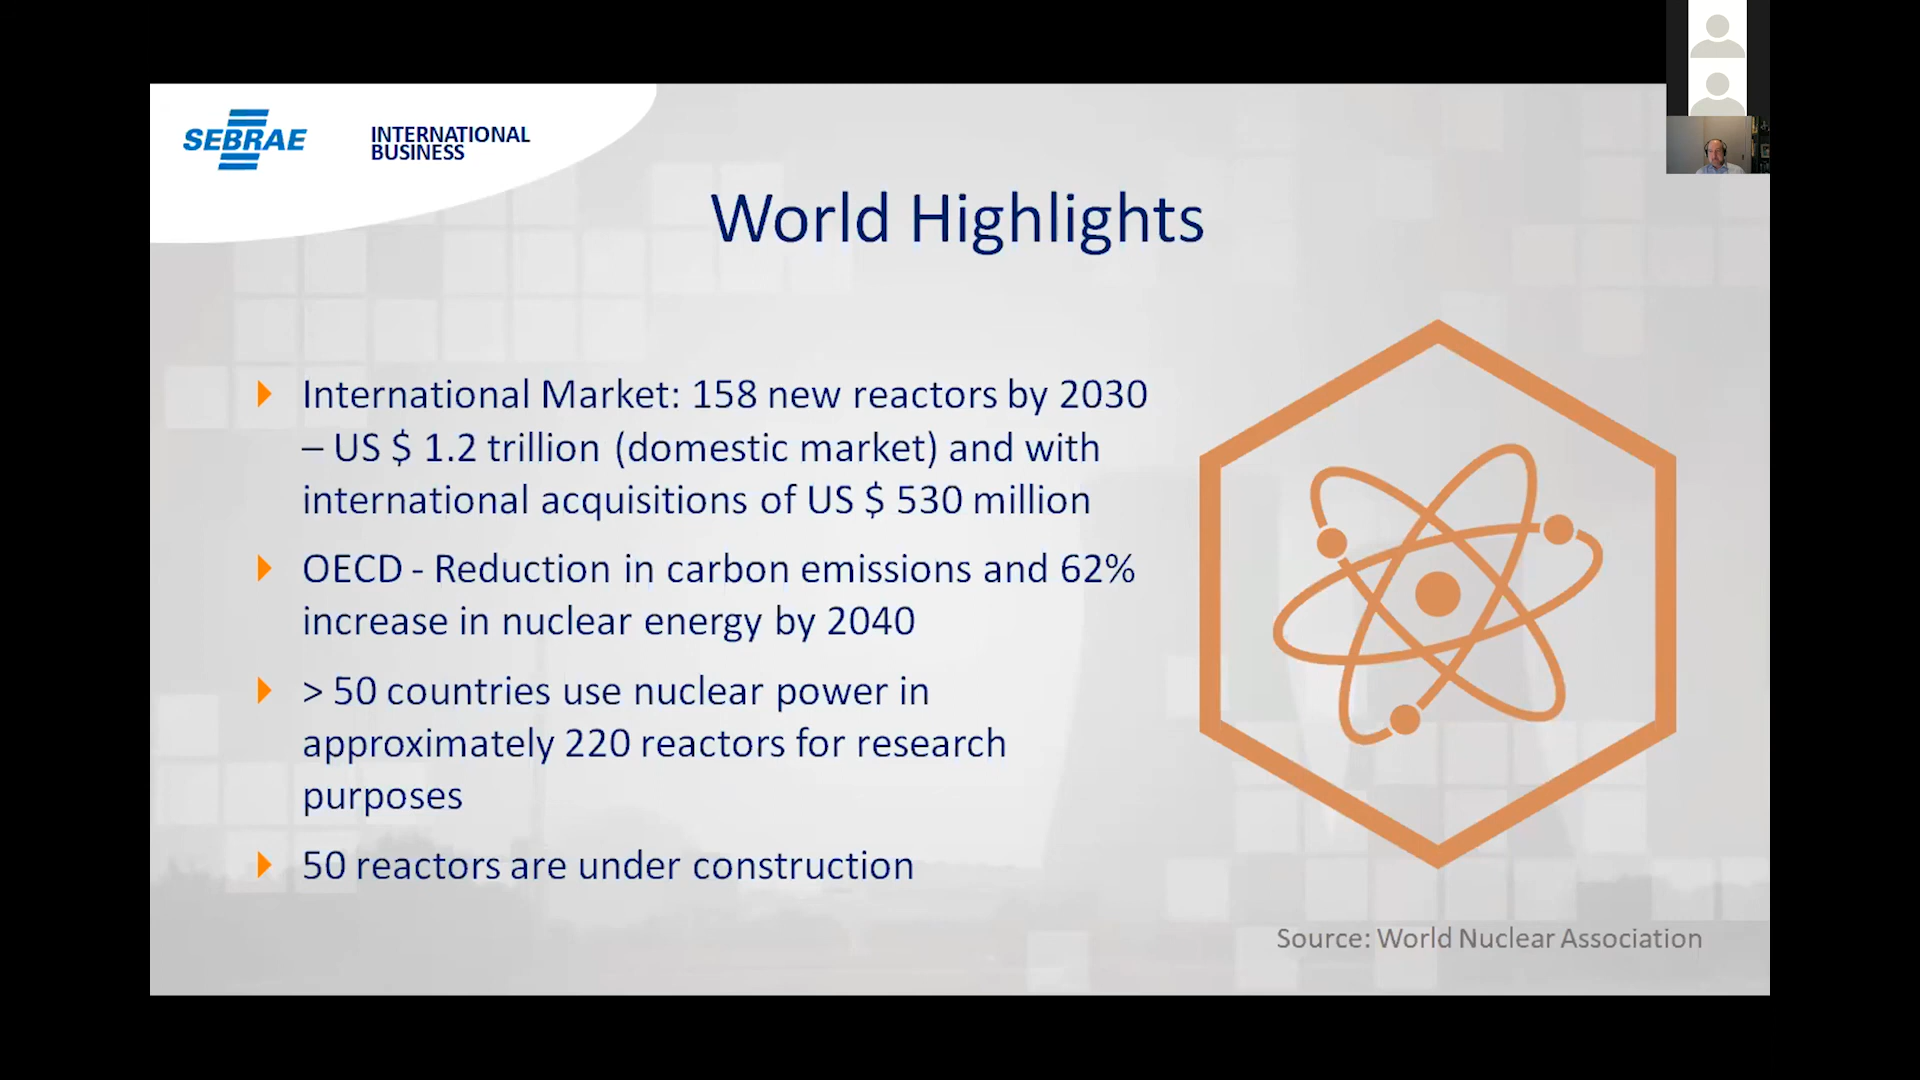 SEBRAE
INTERNATIONAL
BUSINESS
World Highlights
International Market: 158 new reactors by 2030
– US $ 1.2 trillion (domestic market) and with
international acquisitions of US $ 530 million
OECD - Reduction in carbon emissions and 62%
increase in nuclear energy by 2040
> 50 countries use nuclear power in
approximately 220 reactors for research
purposes
50 reactors are under construction
Source: World Nuclear Association